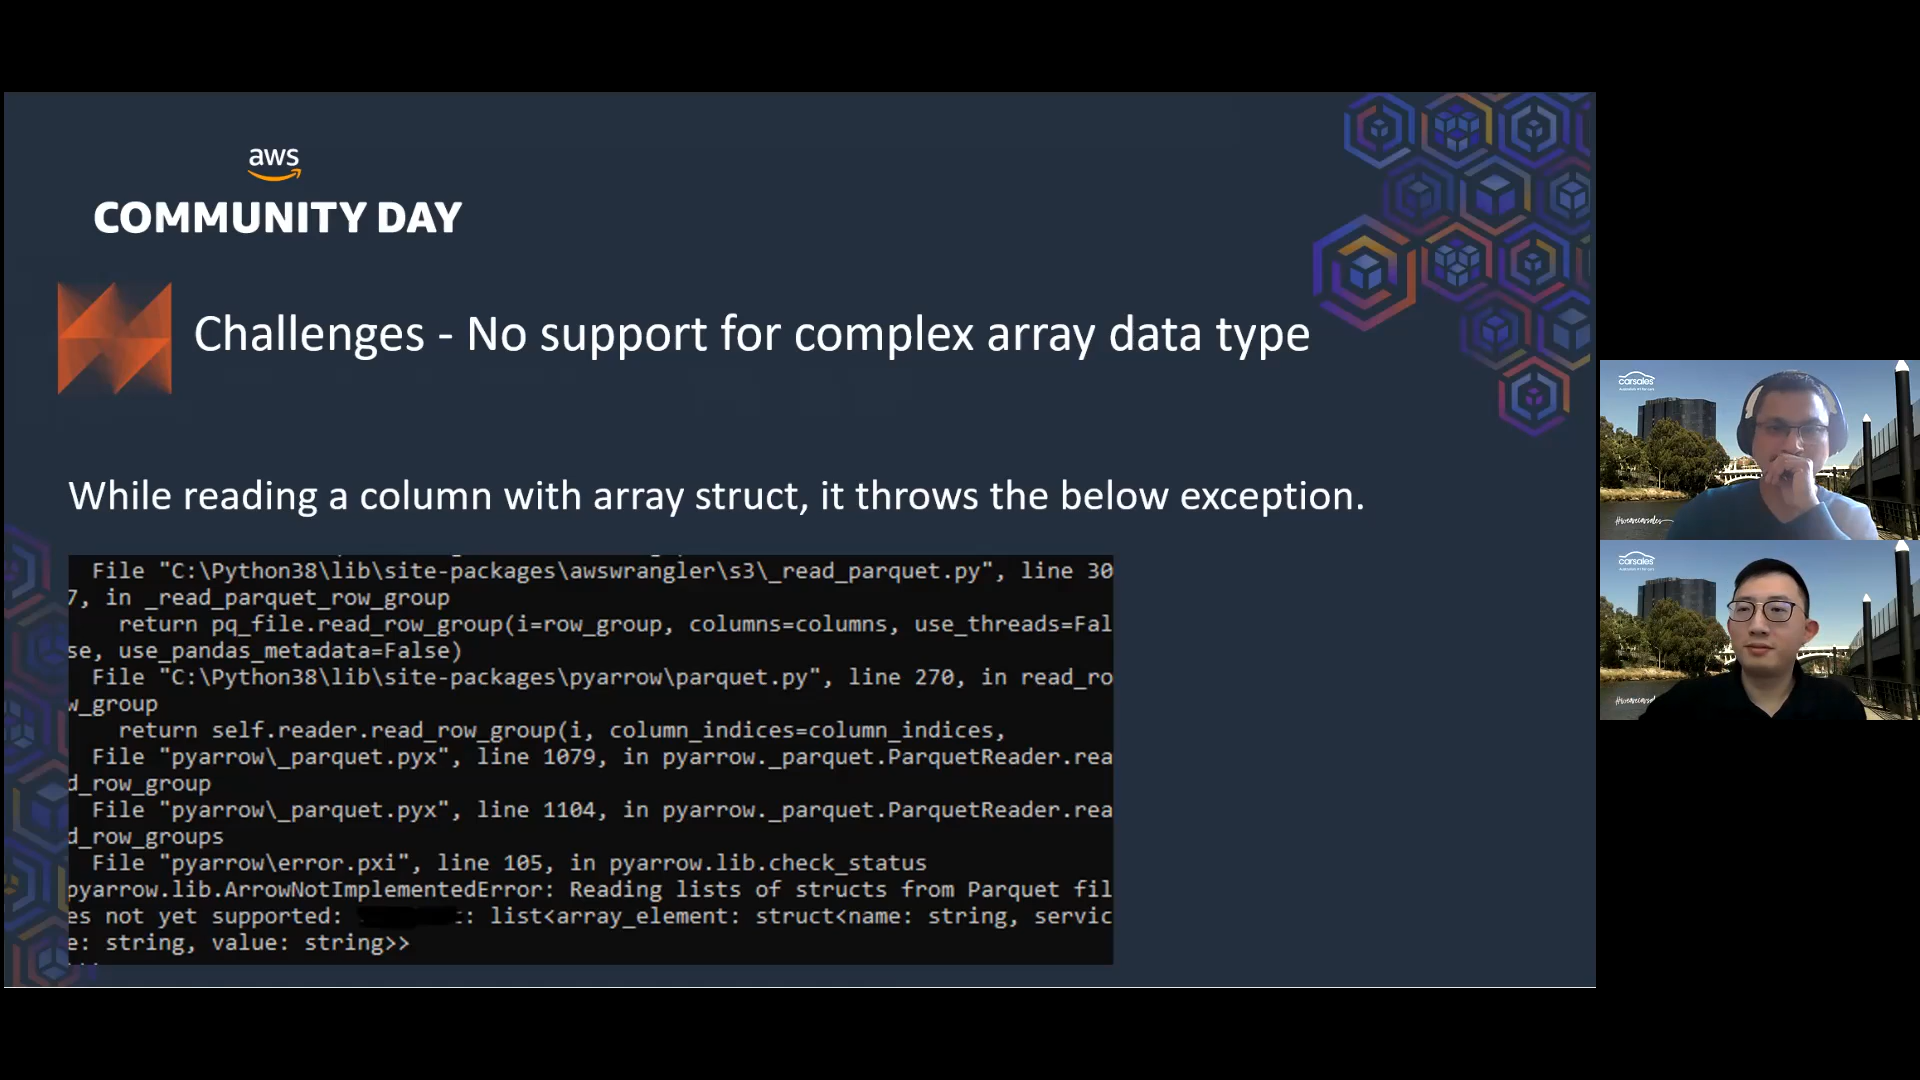 aws
COMMUNITY DAY
Challenges - No support for complex array data type
While reading a column with array struct, it throws the below exception.
File "C:\Python38\lib\site-packages\awswrangler\s3\_read_parquet.py", line 30
7, in _read_parquet_row_group
return pq_file.read_row_group(i=row_group, columns=columns, use_threads=Fal
se, use_pandas_metadata=False)
File "C:\Python38\lib\site-packages\pyarrow\parquet.py", line 270, in read_ro
w_group
return self.reader.read_row_group(i, column_indices=column_indices,
File "pyarrow\_parquet.pyx", line 1079, in pyarrow._parquet.ParquetReader.rea
d_row_group
File "pyarrow\_parquet.pyx", line 1104, in pyarrow._parquet.ParquetReader.rea
d_row_groups
File "pyarrow\error.pxi", line 105, in pyarrow.lib.check_status
pyarrow.lib.ArrowNotImplementedError: Reading lists of structs from Parquet fil
es not yet supported: : list<array_element: struct<name: string, servic
e: string, value: string>>
carsales
#wearecarsales
carsales